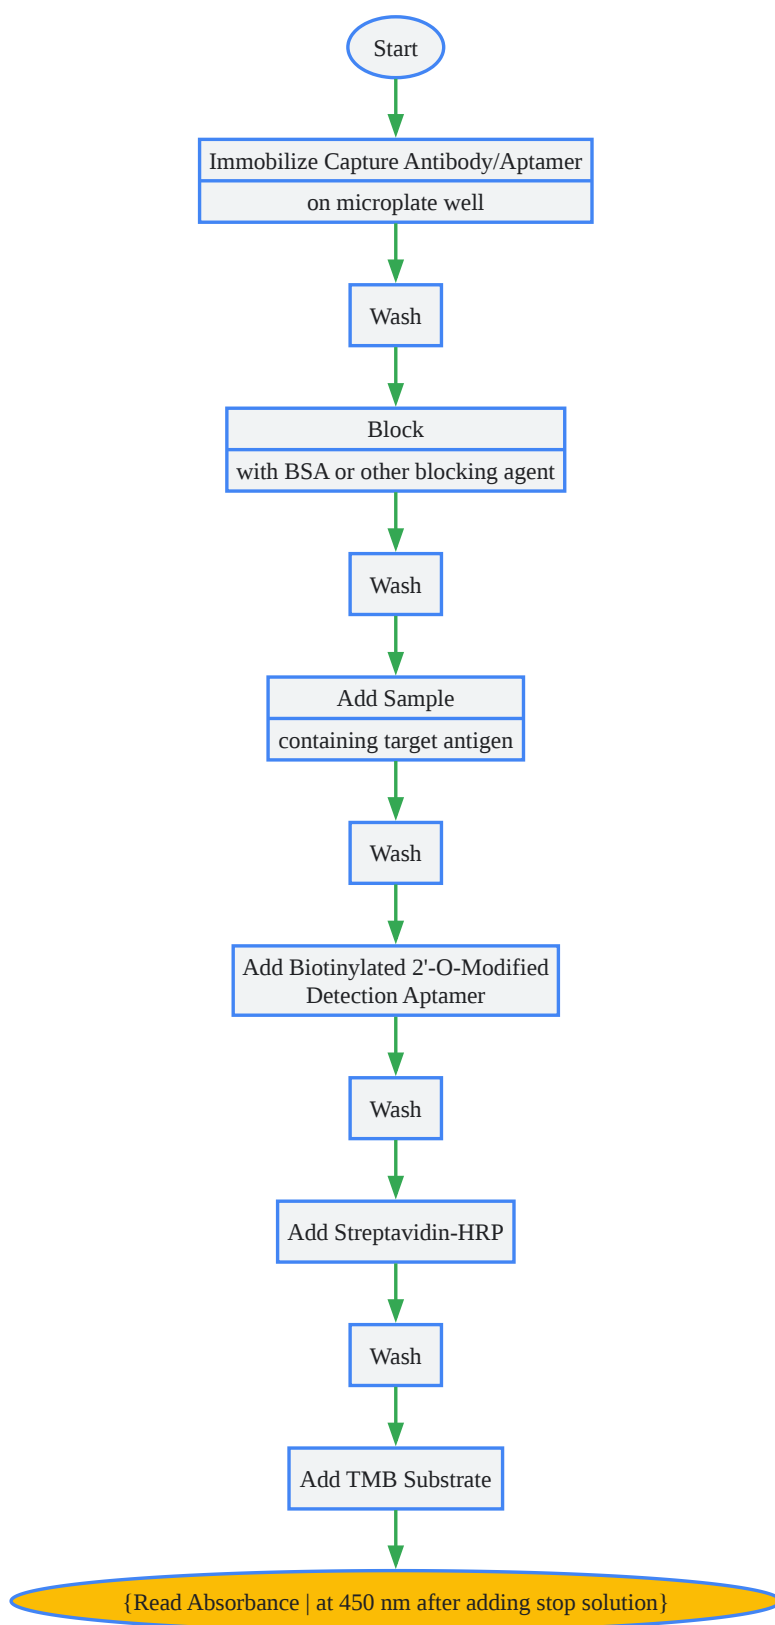 Start
Immobilize Capture Antibody/Aptamer
on microplate well
Wash
Block
with BSA or other blocking agent
Wash
Add Sample
containing target antigen
Wash
Add Biotinylated 2'-O-Modified
Detection Aptamer
Wash
Add Streptavidin-HRP
Wash
Add TMB Substrate
{Read Absorbance | at 450 nm after adding stop solution}